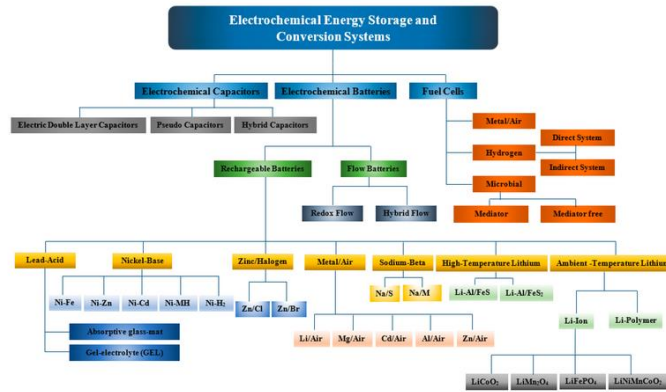 Electrochemical Energy Storage and
Conversion Systems
Electrochemical Capacitors
Electrochemical Batteries
Fuel Cells
Electric Double Layer Capacitors
Pseudo Capacitors
Hybrid Capacitors
Metal/Air
Direct System
Hydrogen
Indirect System
Rechargeable Batteries
Flow Batteries
Microbial
Redox Flow
Hybrid Flow
Mediator
Mediator free
Lead-Acid
Nickel-Base
Zinc/Halogen
Metal/Air
Sodium-Beta
High-Temperature Lithium
Ambient -Temperature Lithium
Ni-Fe
Ni-Zn
Ni-Cd
Ni-MH
Ni-H₂
Zn/Cl
Zn/Br
Na/S
Na/M
Li-Al/FeS
Li-Al/FeS₂
Li-Ion
Li-Polymer
Absorptive glass-mat
Gel-electrolyte (GEL)
Li/Air
Mg/Air
Cd/Air
Al/Air
Zn/Air
LiCoO₂
LiMn₂O₄
LiFePO₄
LiNiMnCoO₂